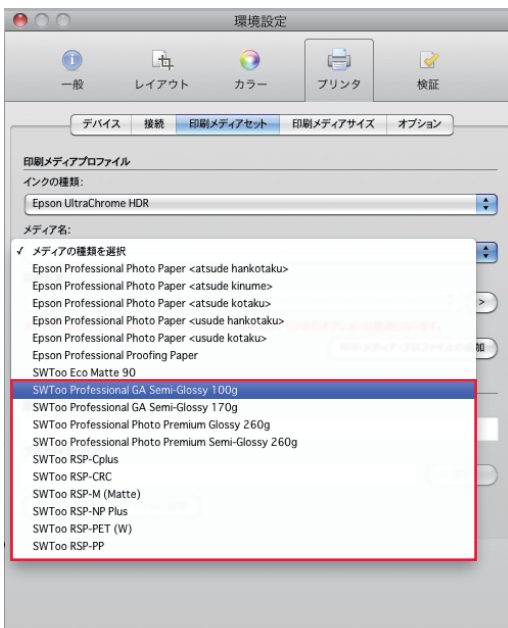 環境設定
一般 レイアウト カラー プリンタ 検証
デバイス 接続 印刷メディアセット 印刷メディアサイズ オプション
印刷メディアプロファイル
インクの種類:
Epson UltraChrome HDR
メディア名:
✓ メディアの種類を選択
Epson Professional Photo Paper <atsude hankotaku>
Epson Professional Photo Paper <atsude kinume>
Epson Professional Photo Paper <atsude kotaku>
>
Epson Professional Photo Paper <usude hankotaku>
Epson Professional Photo Paper <usude kotaku>
Epson Professional Proofing Paper
加
SWToo Eco Matte 90
SWToo Professional GA Semi-Glossy 100g
SWToo Professional GA Semi-Glossy 170g
SWToo Professional Photo Premium Glossy 260g
SWToo Professional Photo Premium Semi-Glossy 260g
SWToo RSP-Cplus
SWToo RSP-CRC
SWToo RSP-M (Matte)
SWToo RSP-NP Plus
SWToo RSP-PET (W)
SWToo RSP-PP